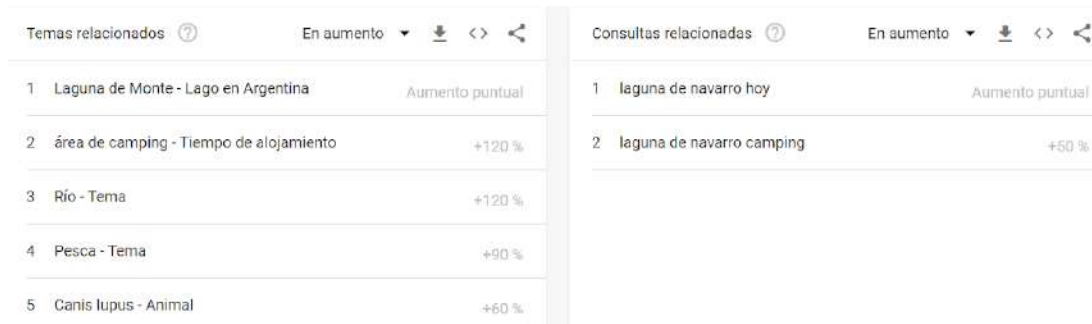 Temas relacionados
En aumento
1 Laguna de Monte - Lago en Argentina Aumento puntual
2 área de camping - Tiempo de alojamiento +120 %
3 Río - Tema +120 %
4 Pesca - Tema +90 %
5 Canis lupus - Animal +60 %
Consultas relacionadas
En aumento
1 laguna de navarro hoy Aumento puntual
2 laguna de navarro camping +50 %